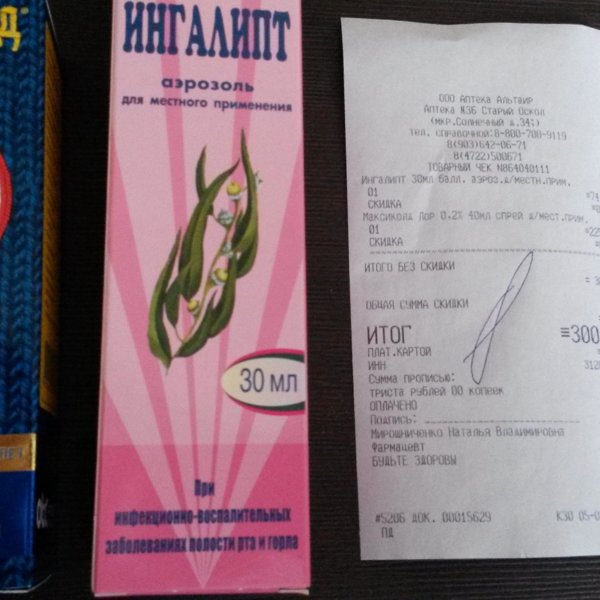 ИНГАЛИПТ
аэрозоль
для местного применения
30 мл
При
инфекционно-воспалительных
заболеваниях полости рта и горла
ООО Аптека Альтаир
Аптека №36 Старый Оскол
(мкр.Солнечный д.34;)
тел. справочной:8-800-700-9119
8(903)642-06-71
8(4722)500671
ТОВАРНЫЙ ЧЕК №864040111
Ингалипт 30мл балл. аэроз.д/местн.прим.
01
СКИДКА
Максиколд Лор 0,2% 40мл спрей д/мест.прим.
01
СКИДКА
ИТОГО БЕЗ СКИДКИ
ОБЩАЯ СУММА СКИДКИ
ИТОГ ≡300
ПЛАТ.КАРТОЙ
ИНН
Сумма прописью:
триста рублей 00 копеек
ОПЛАЧЕНО
Подпись:
Мирошниченко Наталья Владимировна
Фармацевт
БУДЬТЕ ЗДОРОВЫ
#5206 ДОК. 00015629
ПД